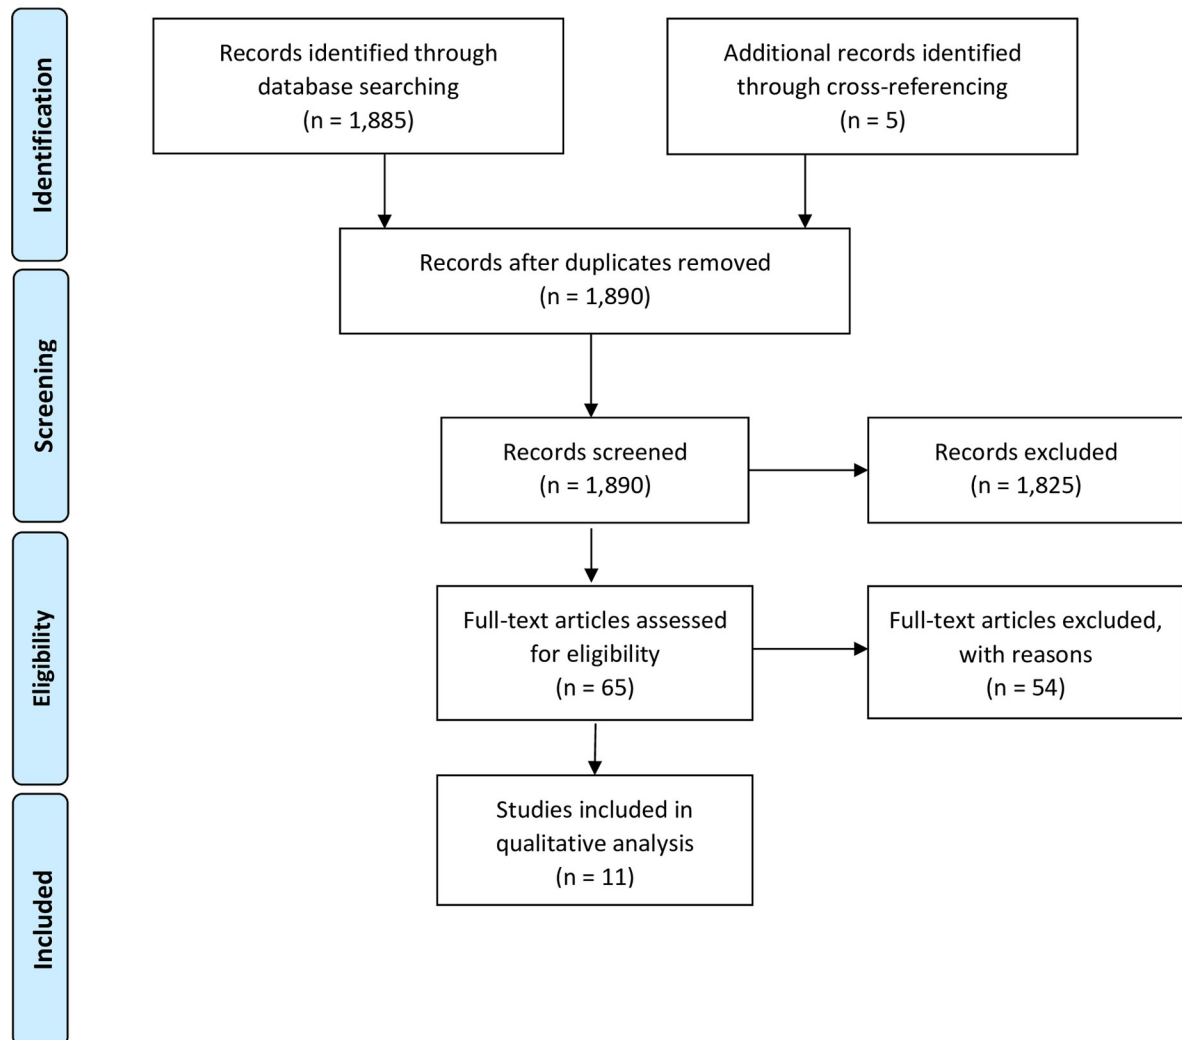 Identification
Records identified through
database searching
(n = 1,885)
Additional records identified
through cross-referencing
(n = 5)
Records after duplicates removed
(n = 1,890)
Screening
Records screened
(n = 1,890)
Records excluded
(n = 1,825)
Eligibility
Full-text articles assessed
for eligibility
(n = 65)
Full-text articles excluded,
with reasons
(n = 54)
Included
Studies included in
qualitative analysis
(n = 11)